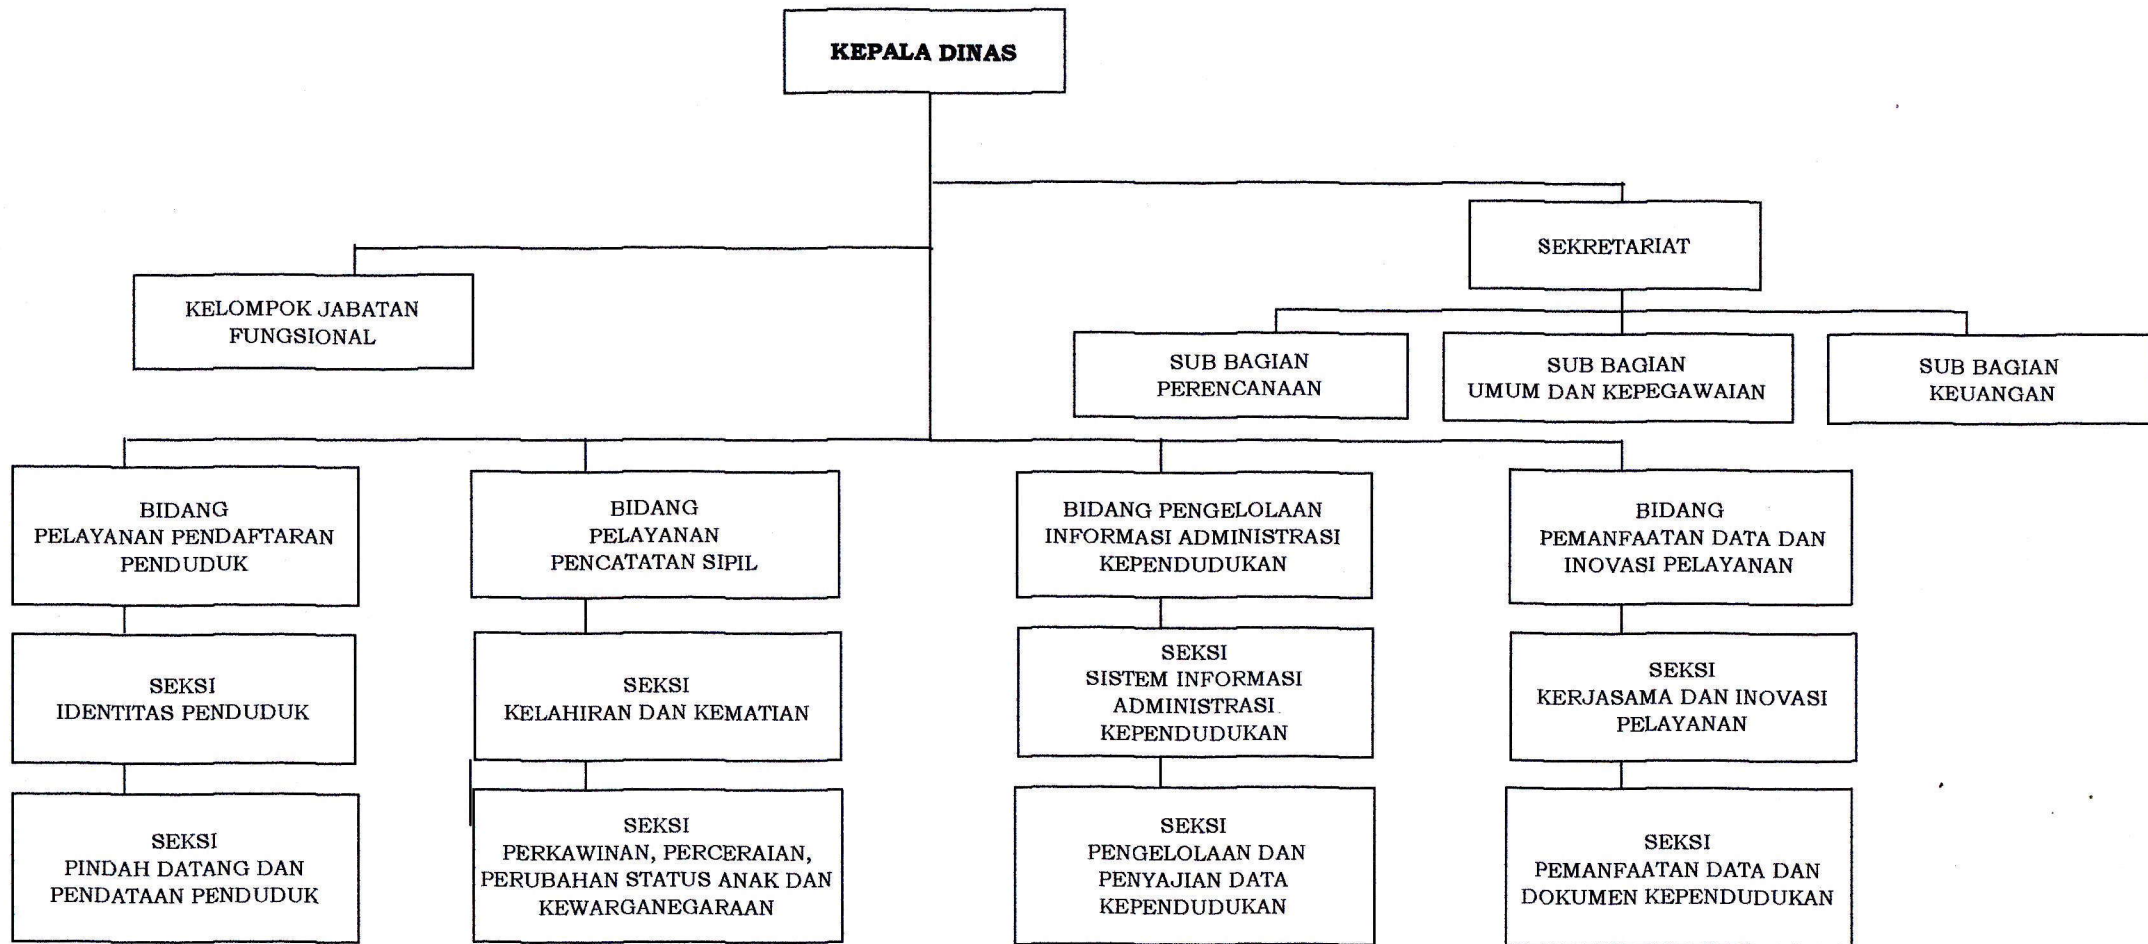 KEPALA DINAS
SEKRETARIAT
KELOMPOK JABATAN
FUNGSIONAL
SUB BAGIAN
PERENCANAAN
SUB BAGIAN
UMUM DAN KEPEGAWAIAN
SUB BAGIAN
KEUANGAN
BIDANG
PELAYANAN PENDAFTARAN
PENDUDUK
BIDANG
PELAYANAN
PENCATATAN SIPIL
BIDANG PENGELOLAAN
INFORMASI ADMINISTRASI
KEPENDUDUKAN
BIDANG
PEMANFAATAN DATA DAN
INOVASI PELAYANAN
SEKSI
IDENTITAS PENDUDUK
SEKSI
KELAHIRAN DAN KEMATIAN
SEKSI
SISTEM INFORMASI
ADMINISTRASI
KEPENDUDUKAN
SEKSI
KERJASAMA DAN INOVASI
PELAYANAN
SEKSI
PINDAH DATANG DAN
PENDATAAN PENDUDUK
SEKSI
PERKAWINAN, PERCERAIAN,
PERUBAHAN STATUS ANAK DAN
KEWARGANEGARAAN
SEKSI
PENGELOLAAN DAN
PENYAJIAN DATA
KEPENDUDUKAN
SEKSI
PEMANFAATAN DATA DAN
DOKUMEN KEPENDUDUKAN